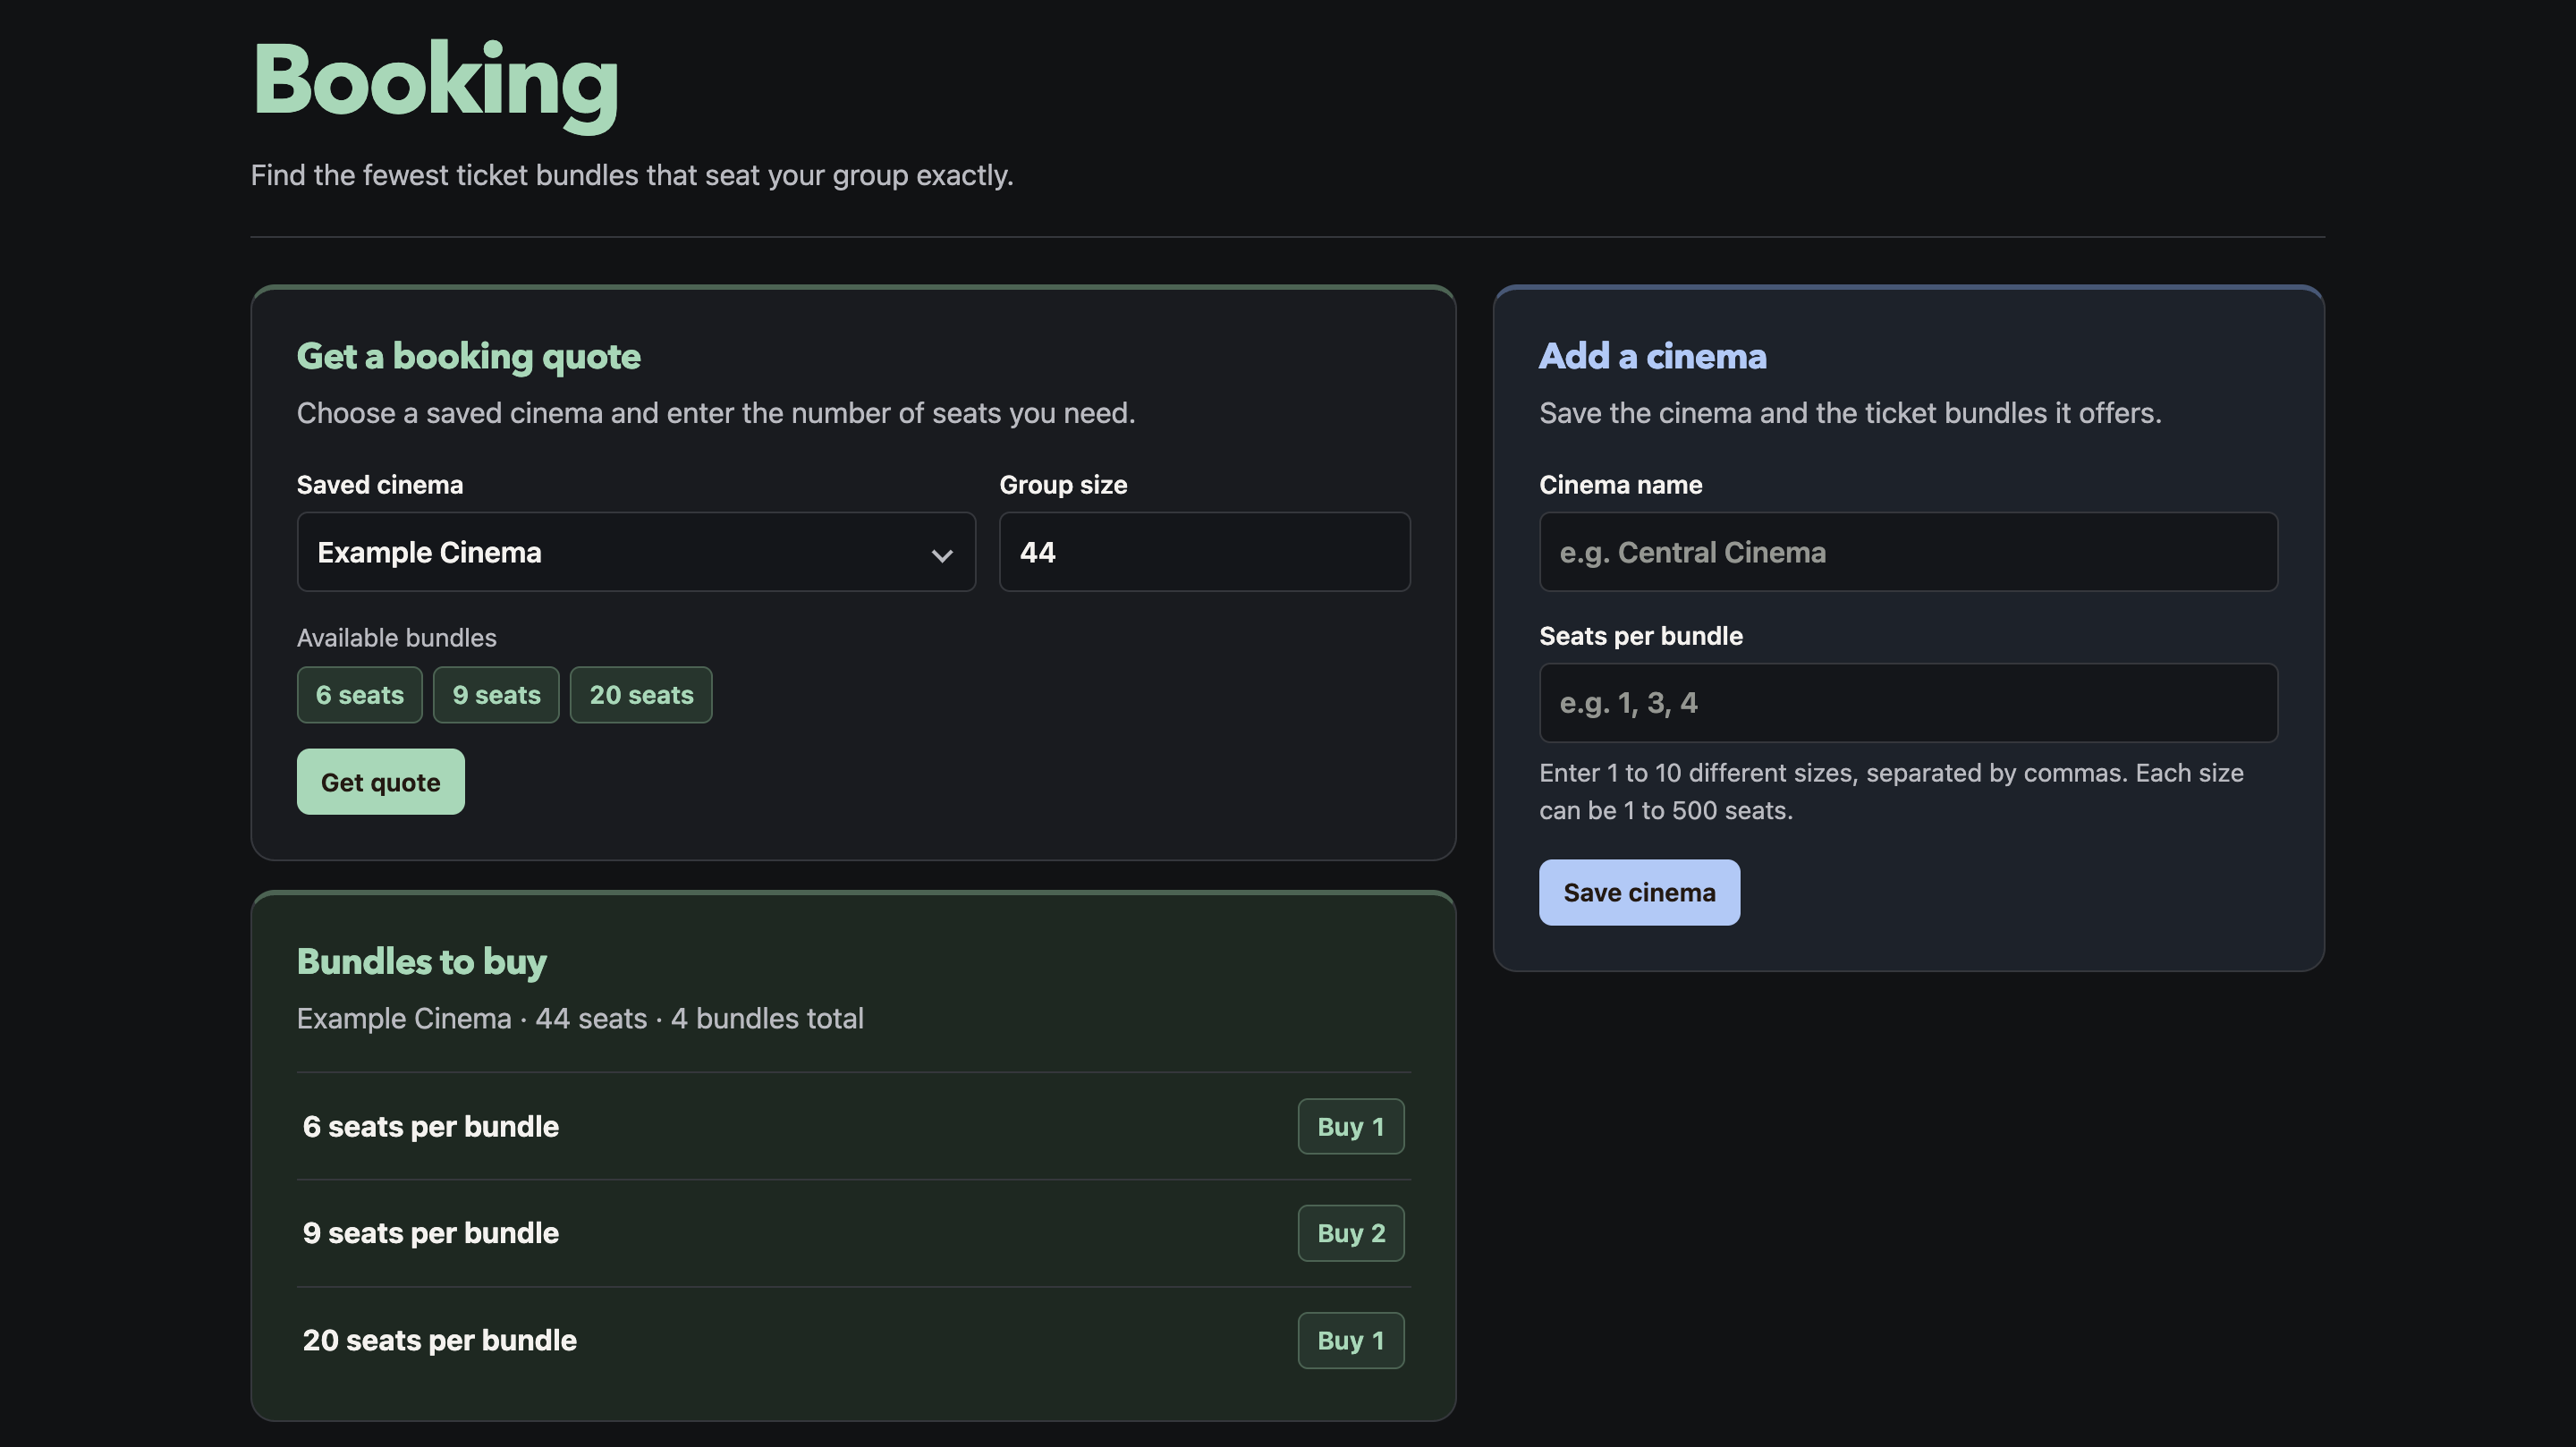 Booking
Find the fewest ticket bundles that seat your group exactly.
Get a booking quote
Choose a saved cinema and enter the number of seats you need.
Saved cinema
Example Cinema
Group size
44
Available bundles
6 seats
9 seats
20 seats
Get quote
Bundles to buy
Example Cinema · 44 seats · 4 bundles total
6 seats per bundle
Buy 1
9 seats per bundle
Buy 2
20 seats per bundle
Buy 1
Add a cinema
Save the cinema and the ticket bundles it offers.
Cinema name
e.g. Central Cinema
Seats per bundle
e.g. 1, 3, 4
Enter 1 to 10 different sizes, separated by commas. Each size
can be 1 to 500 seats.
Save cinema